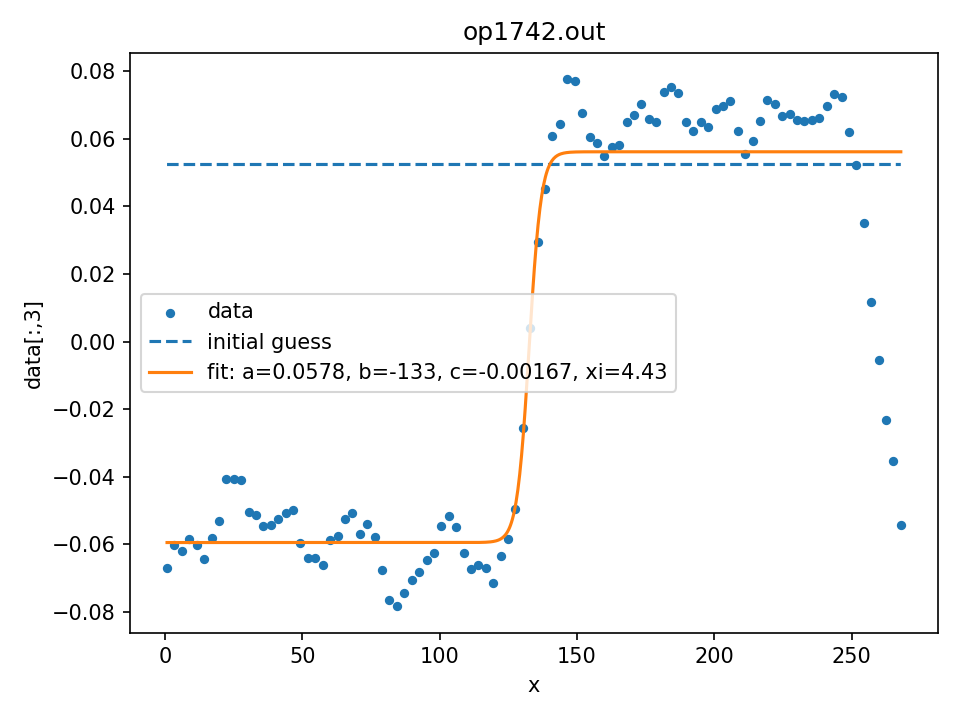 op1742.out
data[:,3]
0.08
0.06
0.04
0.02
0.00
−0.02
−0.04
−0.06
−0.08
data
initial guess
fit: a=0.0578, b=-133, c=-0.00167, xi=4.43
0 50 100 150 200 250
x